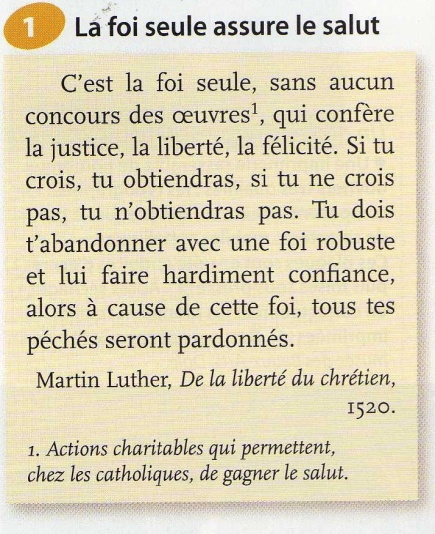 1 La foi seule assure le salut
C'est la foi seule, sans aucun
concours des œuvres¹, qui confère
la justice, la liberté, la félicité. Si tu
crois, tu obtiendras, si tu ne crois
pas, tu n'obtiendras pas. Tu dois
t'abandonner avec une foi robuste
et lui faire hardiment confiance,
alors à cause de cette foi, tous tes
péchés seront pardonnés.
Martin Luther, De la liberté du chrétien,
1520.
1. Actions charitables qui permettent,
chez les catholiques, de gagner le salut.